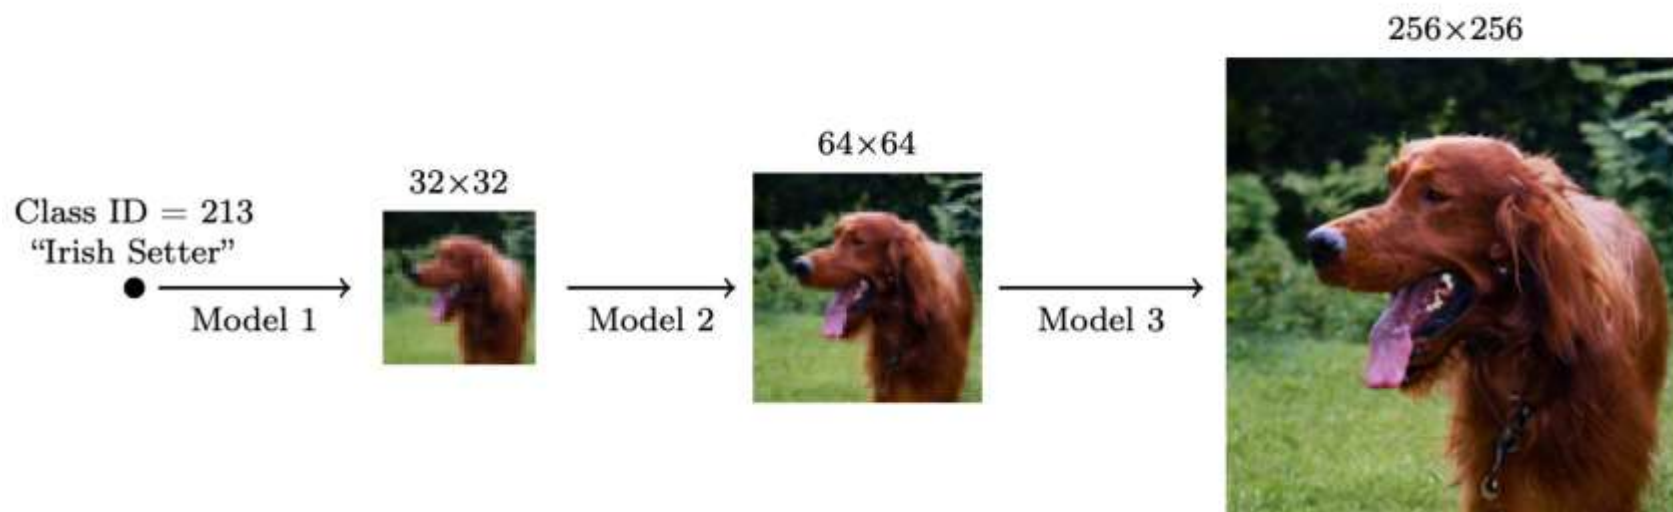 Class ID = 213
“Irish Setter”
Model 1
32×32
Model 2
64×64
Model 3
256×256